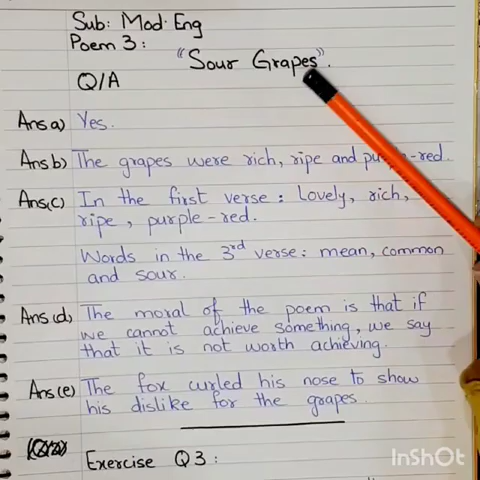 Sub: Mod. Eng
Poem 3:
"Sour Grapes".
Q/A
Ans a) Yes.
Ans b) The grapes were rich, ripe and purple-red.
Ans(c) In the first verse: Lovely, rich,
ripe, purple-red.
Words in the 3rd verse: mean, common
and sour.
Ans(d) The moral of the poem is that if
we cannot achieve something, we say
that it is not worth achieving.
Ans(e) The fox curled his nose to show
his dislike for the grapes.
Exercise Q3:
InShOt